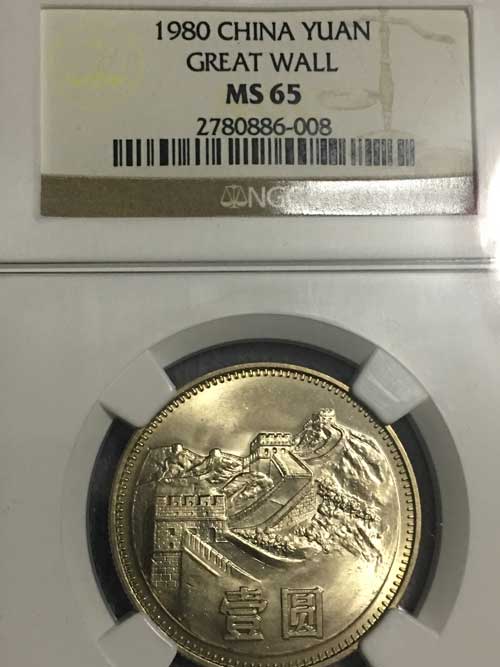 1980 CHINA YUAN
GREAT WALL
MS 65
2780886-008
NGC
壹圆